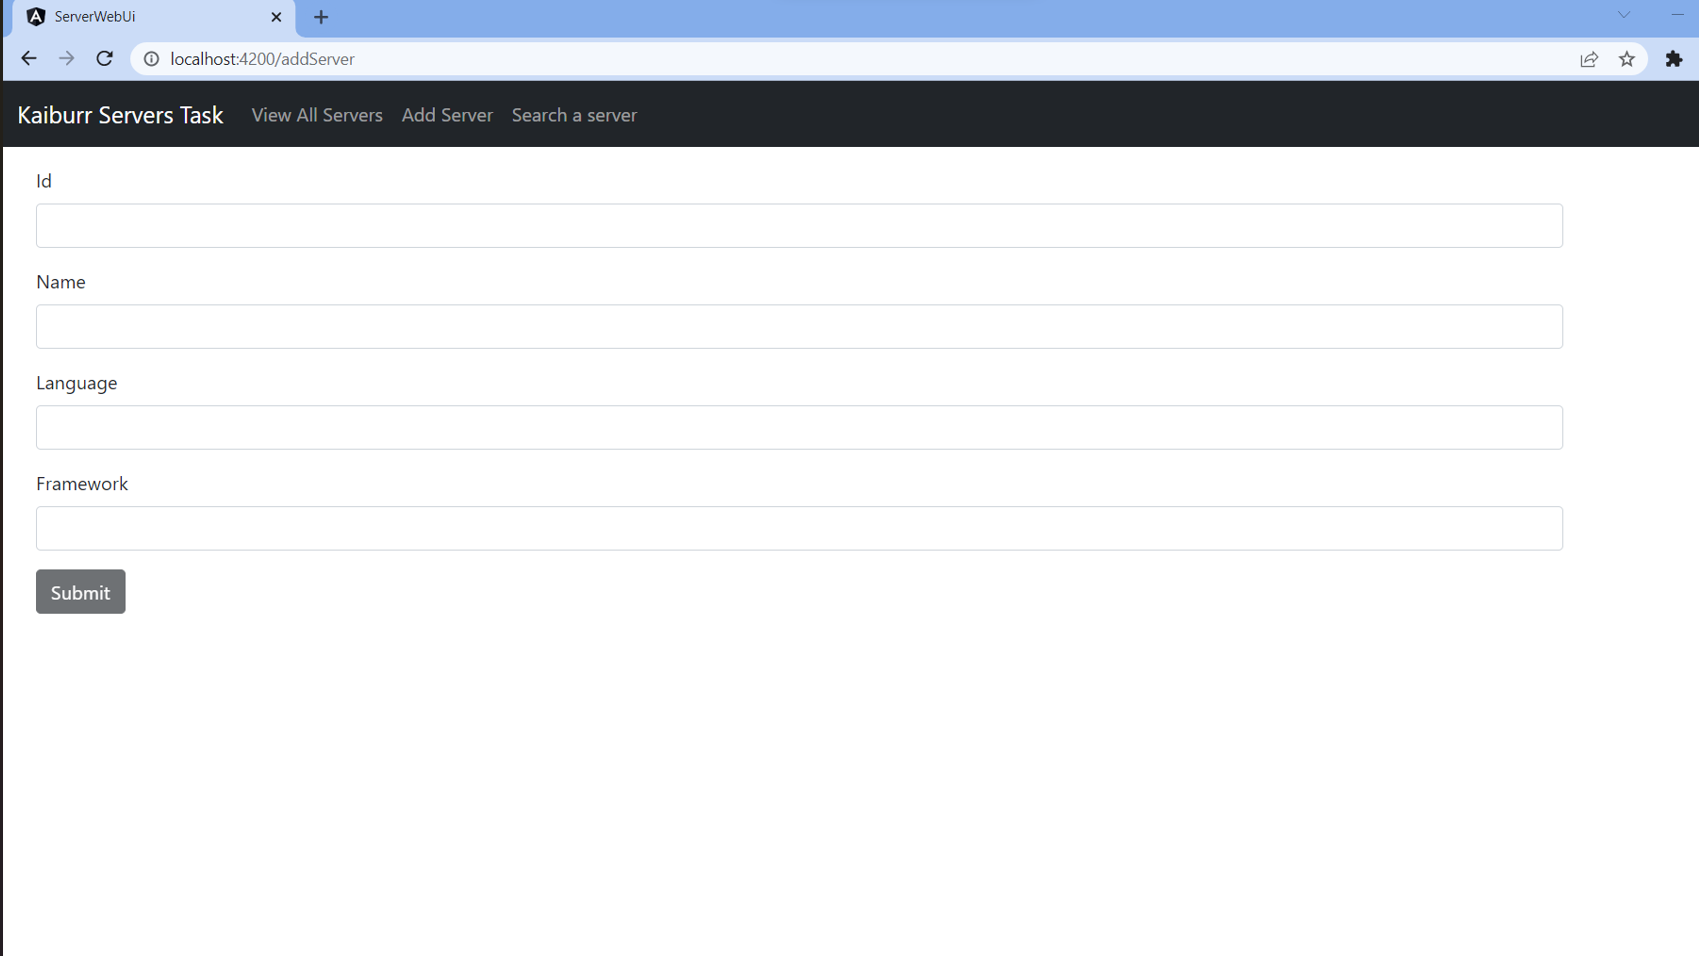 ServerWebUi
localhost:4200/addServer
Kaiburr Servers Task View All Servers Add Server Search a server
Id
Name
Language
Framework
Submit